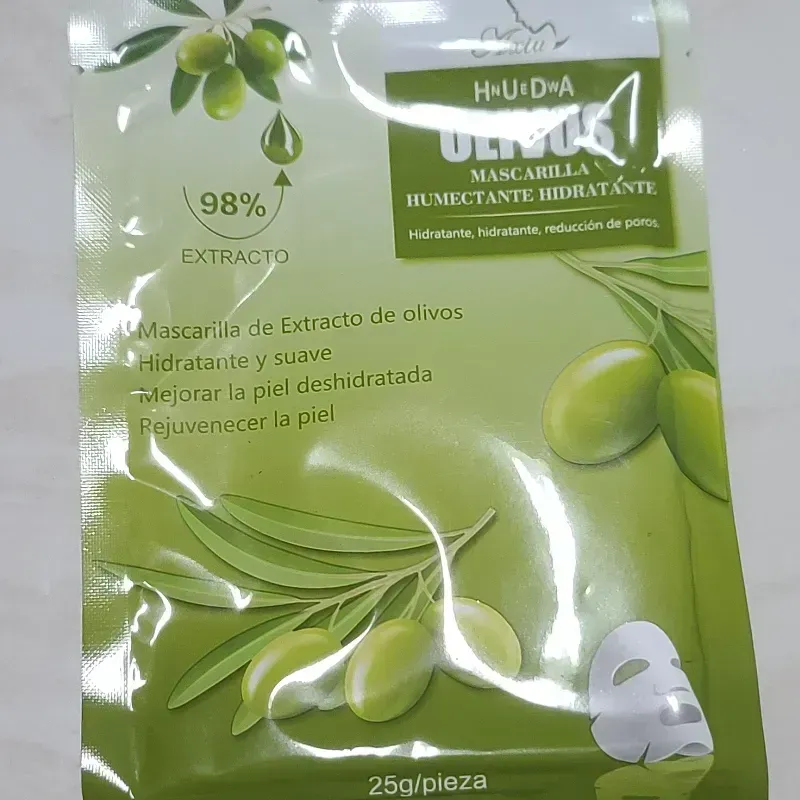 HNUEDWA
OLIVOS
MASCARILLA
HUMECTANTE HIDRATANTE
Hidratante, hidratante, reducción de poros.
98%
EXTRACTO
Mascarilla de Extracto de olivos
Hidratante y suave
Mejorar la piel deshidratada
Rejuvenecer la piel
25g/pieza